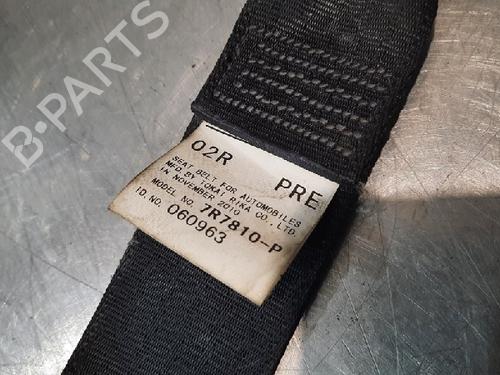 B-PARTS
02R PRE
SEAT BELT FOR AUTOMOBILES
MFD. BY TOKAI RIKA CO., LTD.
IN NOVEMBER 2010
MODEL NO. 7R7810-P
ID. NO. 060963